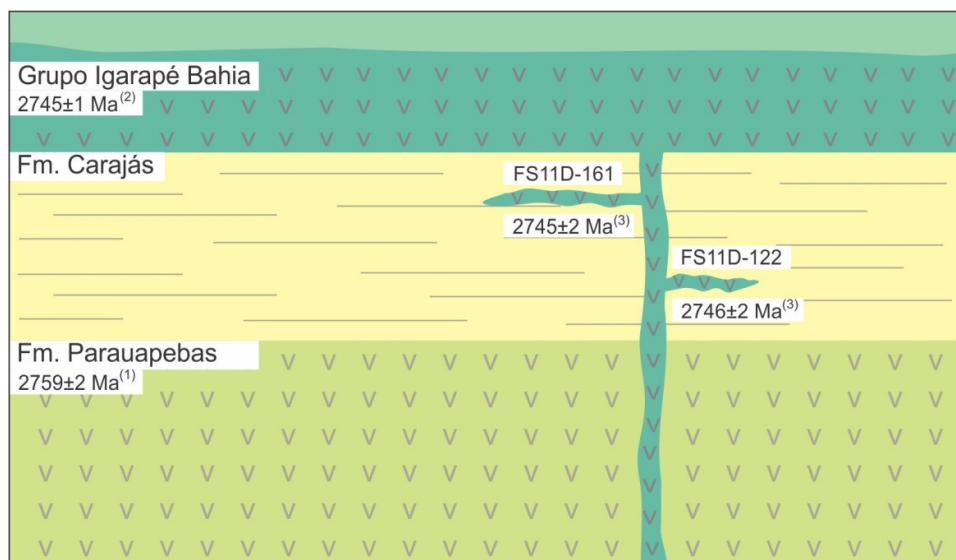 Grupo Igarapé Bahia
2745±1 Ma(2)
Fm. Carajás
FS11D-161
2745±2 Ma(3)
FS11D-122
2746±2 Ma(3)
Fm. Parauapebas
2759±2 Ma(1)